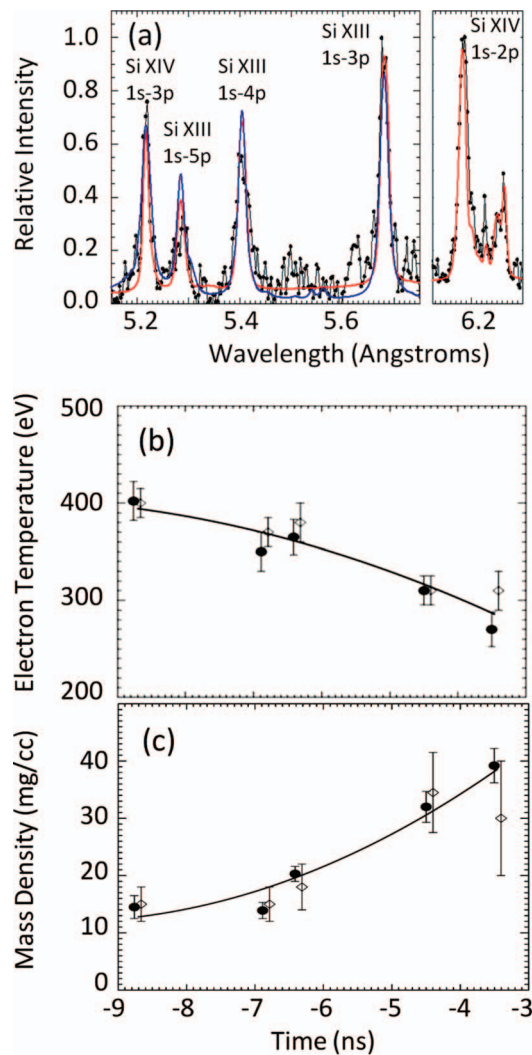 (a)
Si XIV
1s-3p
Si XIII
1s-5p
Si XIII
1s-4p
Si XIII
1s-3p
Si XIV
1s-2p
Relative Intensity
1.0
0.8
0.6
0.4
0.2
0.0
5.2
5.4
5.6
6.2
Wavelength (Angstroms)
(b)
Electron Temperature (eV)
500
400
300
200
(c)
Mass Density (mg/cc)
40
30
20
10
0
-9
-8
-7
-6
-5
-4
-3
Time (ns)